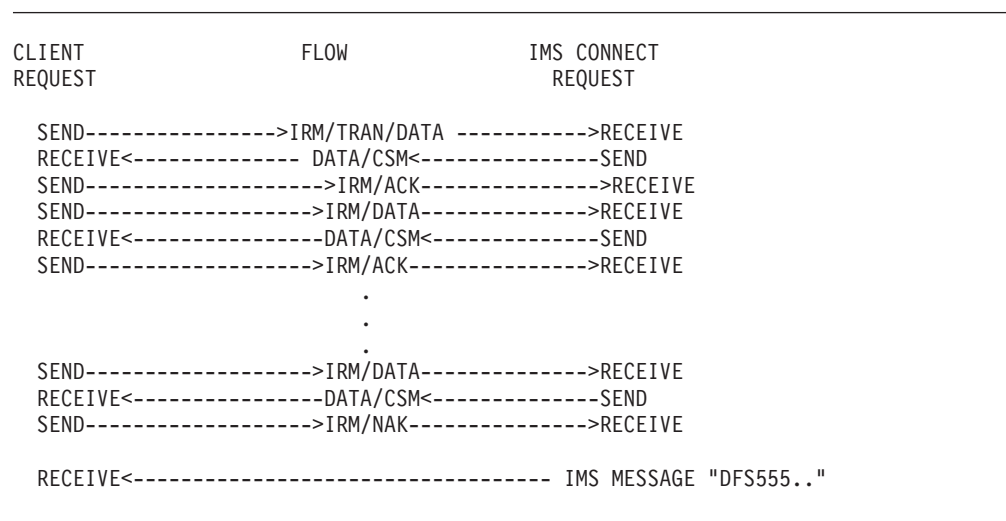 CLIENT                  FLOW               IMS CONNECT
REQUEST                                      REQUEST
SEND---------------->IRM/TRAN/DATA ----------->RECEIVE
RECEIVE<-------------- DATA/CSM<---------------SEND
SEND-------------------->IRM/ACK--------------->RECEIVE
SEND------------------->IRM/DATA-------------->RECEIVE
RECEIVE<----------------DATA/CSM<--------------SEND
SEND------------------->IRM/ACK--------------->RECEIVE
.
.
.
SEND------------------->IRM/DATA-------------->RECEIVE
RECEIVE<----------------DATA/CSM<--------------SEND
SEND------------------->IRM/NAK--------------->RECEIVE
RECEIVE<----------------------------------- IMS MESSAGE "DFS555.."